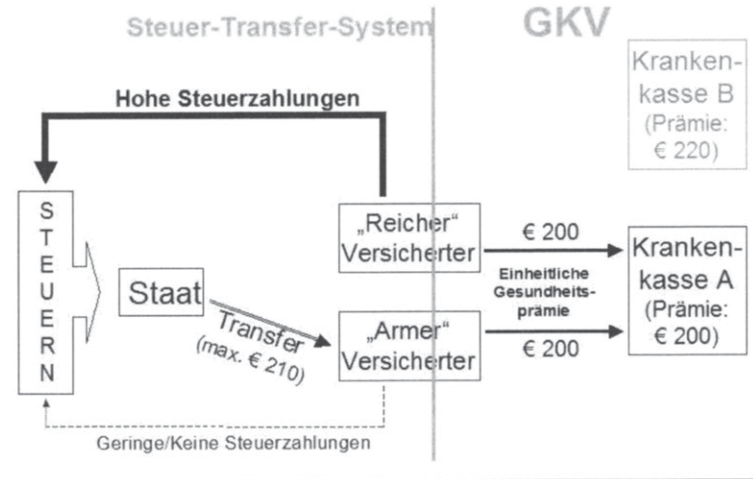 Steuer-Transfer-System
GKV
Kranken-
kasse B
(Prämie:
€ 220)
Hohe Steuerzahlungen
STEUERN
„Reicher“
Versicherter
€ 200
Einheitliche
Gesundheits-
prämie
€ 200
Kranken-
kasse A
(Prämie:
€ 200)
Staat
Transfer
(max. € 210)
„Armer“
Versicherter
Geringe/Keine Steuerzahlungen